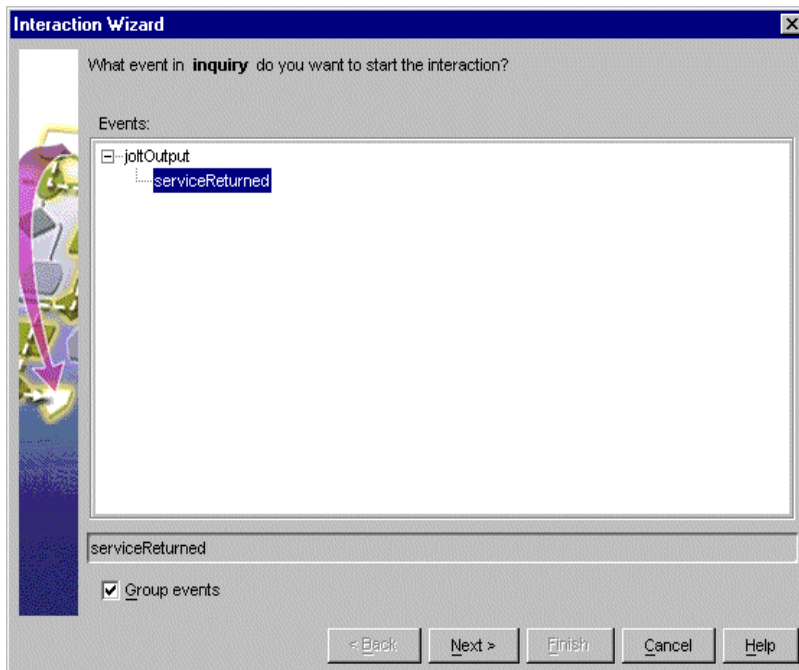 Interaction Wizard
What event in inquiry do you want to start the interaction?
Events:
joltOutput
serviceReturned
serviceReturned
Group events
< Back Next > Finish Cancel Help